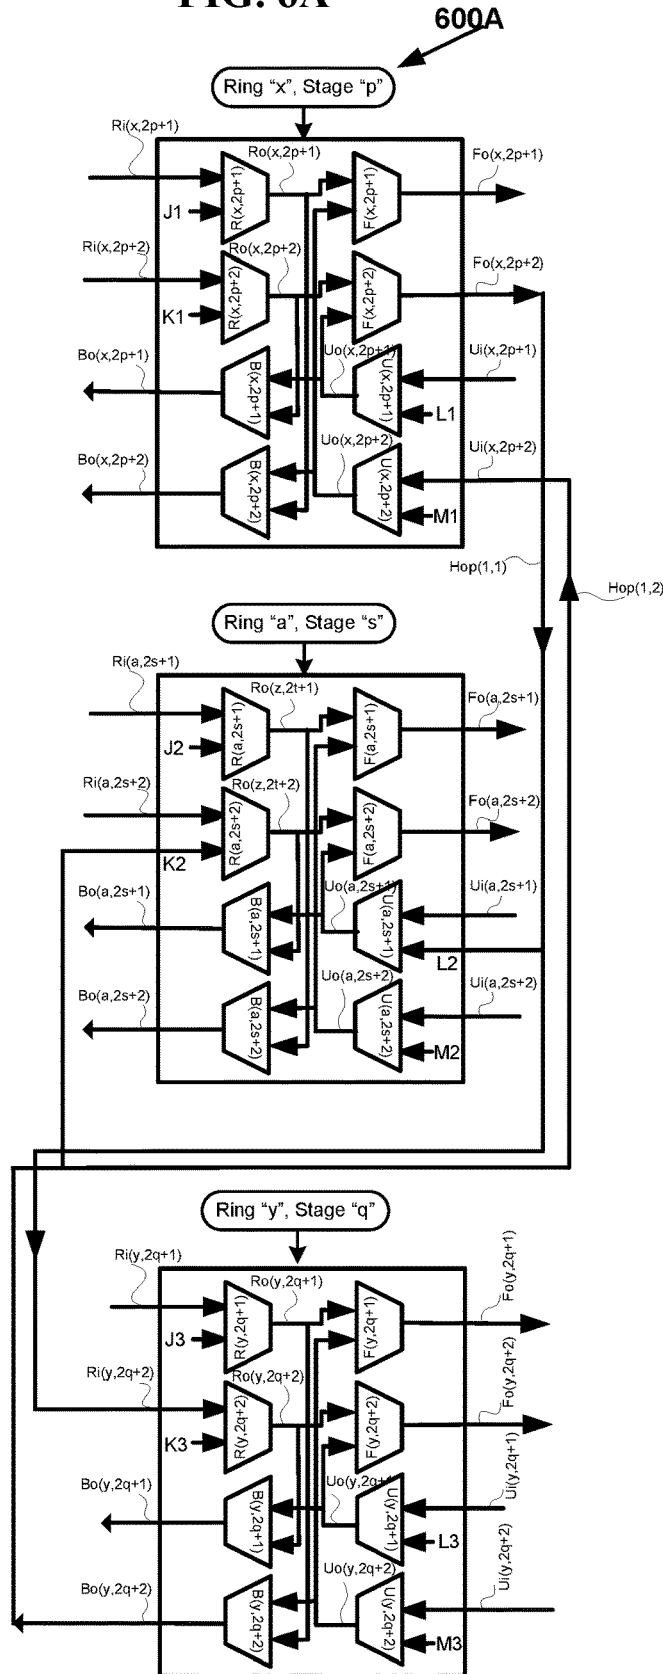 FIG. 6A
600A
Ring “x”, Stage “p”
Ri(x,2p+1)
Ro(x,2p+1)
Fo(x,2p+1)
R(x,2p+1)
F(x,2p+1)
J1
Ri(x,2p+2)
Ro(x,2p+2)
Fo(x,2p+2)
R(x,2p+2)
F(x,2p+2)
K1
Bo(x,2p+1)
Uo(x,2p+1)
Ui(x,2p+1)
B(x,2p+1)
U(x,2p+1)
L1
Bo(x,2p+2)
Uo(x,2p+2)
Ui(x,2p+2)
B(x,2p+2)
U(x,2p+2)
M1
Hop(1,1)
Hop(1,2)
Ring “a”, Stage “s”
Ri(a,2s+1)
Ro(z,2t+1)
Fo(a,2s+1)
R(a,2s+1)
F(a,2s+1)
J2
Ri(a,2s+2)
Ro(z,2t+2)
Fo(a,2s+2)
R(a,2s+2)
F(a,2s+2)
K2
Bo(a,2s+1)
Uo(a,2s+1)
Ui(a,2s+1)
B(a,2s+1)
U(a,2s+1)
L2
Bo(a,2s+2)
Uo(a,2s+2)
Ui(a,2s+2)
B(a,2s+2)
U(a,2s+2)
M2
Ring “y”, Stage “q”
Ri(y,2q+1)
Ro(y,2q+1)
Fo(y,2q+1)
R(y,2q+1)
F(y,2q+1)
J3
Ri(y,2q+2)
Ro(y,2q+2)
Fo(y,2q+2)
R(y,2q+2)
F(y,2q+2)
K3
Bo(y,2q+1)
Uo(y,2q+1)
Ui(y,2q+1)
B(y,2q+1)
U(y,2q+1)
L3
Bo(y,2q+2)
Uo(y,2q+2)
Ui(y,2q+2)
B(y,2q+2)
U(y,2q+2)
M3